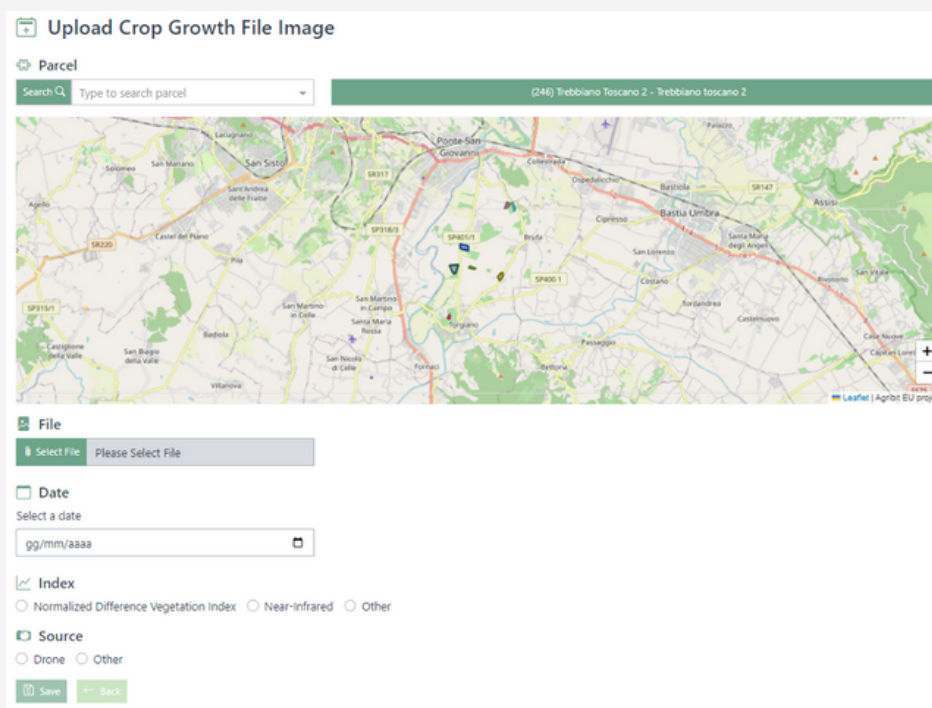 Upload Crop Growth File Image
Parcel
Search
Type to search parcel
(246) Trebbiano Toscano 2 - Trebbiano toscano 2
Lacugnano
Ponte San Giovanni
Palazzo
Solomeo
San Mariano
San Sisto
Collestrada
SR317
Ospedalicchio
Bastiola
SR147
Sant'Andrea delle Fratte
Agello
Assisi
Cipresso
Bastia Umbra
SP318/3
Castel del Piano
SP401/1
Brufa
Santa Maria degli Angeli
SR220
San Lorenzo
Pila
SP400 1
Costano
Rivotorto
San Vitale
San Martino in Colle
San Martino in Campo
Tordandrea
SP315/1
Santa Maria Rossa
Torgiano
Castelnuovo
Badiola
Passaggio
Case Nuove
Castiglione della Valle
San Biagio della Valle
San Nicolo di Celle
Fornaci
Bettona
Villanova
+
−
Leaflet | Agribit EU proj
File
Select File
Please Select File
Date
Select a date
gg/mm/aaaa
Index
Normalized Difference Vegetation Index
Near-Infrared
Other
Source
Drone
Other
Save
← Back